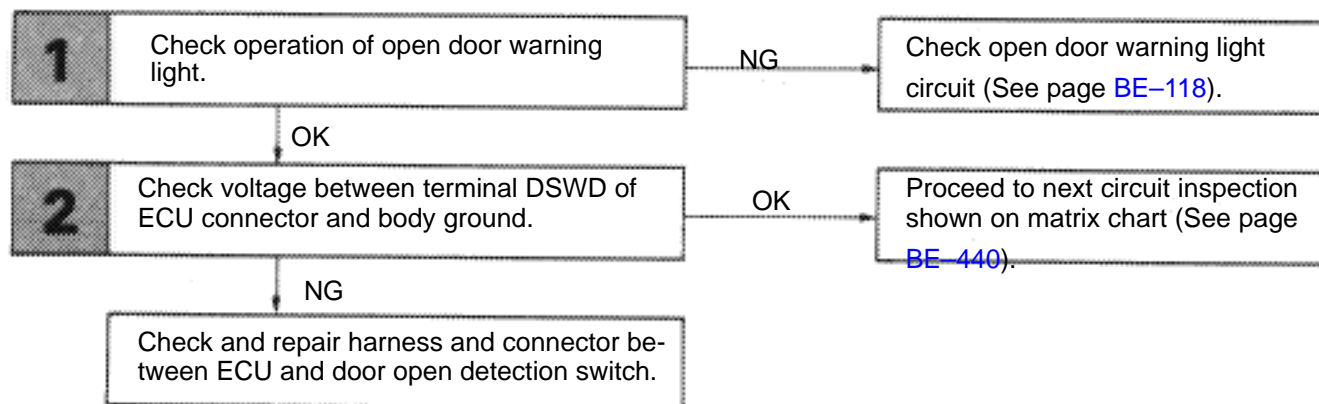 1
Check operation of open door warning
light.
NG
Check open door warning light
circuit (See page BE–118).
OK
2
Check voltage between terminal DSWD of
ECU connector and body ground.
OK
Proceed to next circuit inspection
shown on matrix chart (See page
BE–440).
NG
Check and repair harness and connector be-
tween ECU and door open detection switch.